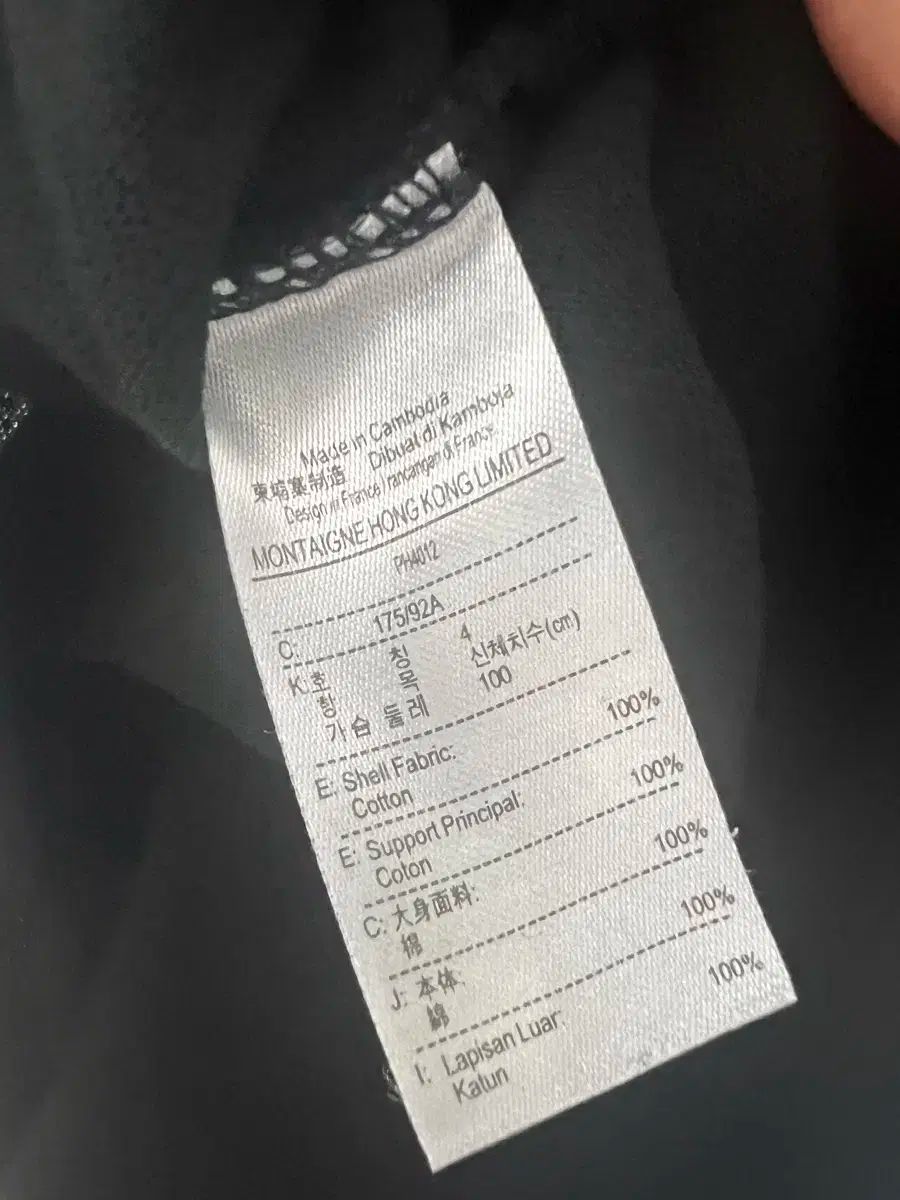 Made in Cambodia
柬埔寨制造 Dibuat di Kamboja
Design in France / rancangan di France
MONTAIGNE HONG KONG LIMITED
PH4012
C: 175/92A
K: 호 칭 4
항 목 신체치수(cm)
가슴 둘레 100
E: Shell Fabric:
Cotton 100%
E: Support Principal:
Coton 100%
C: 大身面料:
棉 100%
J: 本体:
綿 100%
I: Lapisan Luar:
Katun 100%